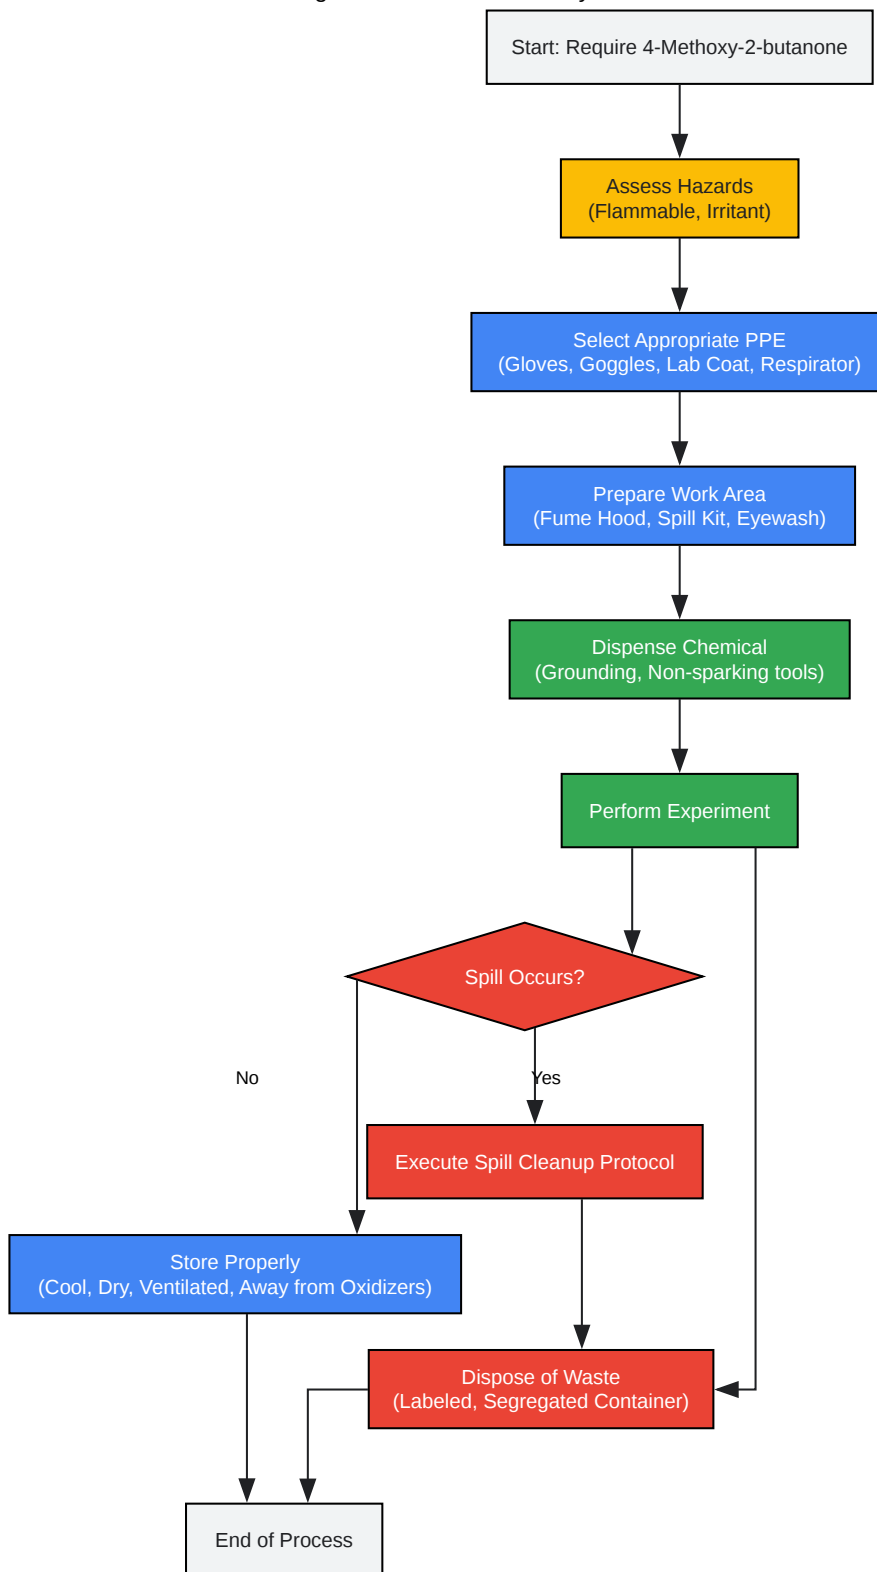 Start: Require 4-Methoxy-2-butanone
Assess Hazards
(Flammable, Irritant)
Select Appropriate PPE
(Gloves, Goggles, Lab Coat, Respirator)
Prepare Work Area
(Fume Hood, Spill Kit, Eyewash)
Dispense Chemical
(Grounding, Non-sparking tools)
Perform Experiment
Spill Occurs?
No
Yes
Execute Spill Cleanup Protocol
Store Properly
(Cool, Dry, Ventilated, Away from Oxidizers)
Dispose of Waste
(Labeled, Segregated Container)
End of Process